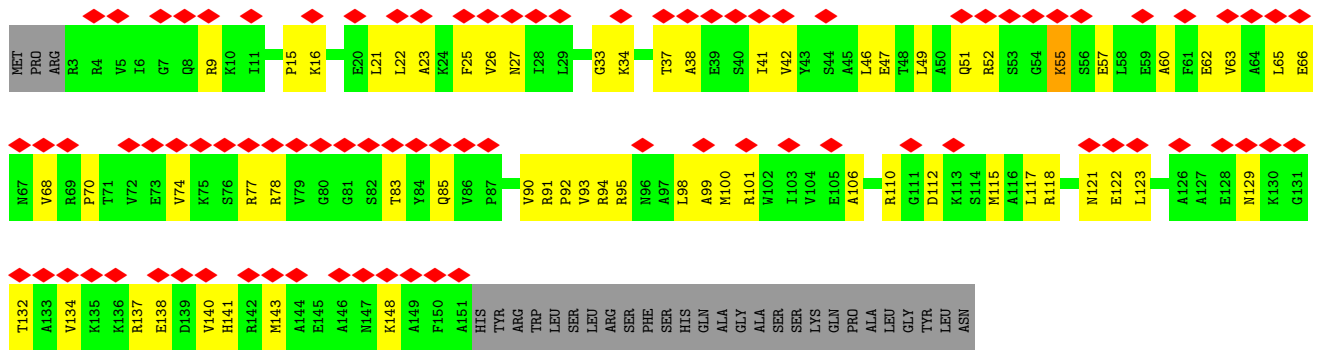 MET PRO ARG R3 R4 V5 I6 G7 Q8 R9 K10 I11 P15 K16 E20 L21 L22 A23 K24 F25 V26 N27 I28 L29 G33 K34 T37 A38 E39 S40 I41 V42 Y43 S44 A45 L46 E47 T48 L49 A50 Q51 R52 S53 G54 K55 S56 E57 L58 E59 A60 F61 E62 V63 A64 L65 E66
N67 V68 R69 P70 T71 V72 E73 V74 K75 S76 R77 R78 V79 G80 G81 S82 T83 Y84 Q85 V86 P87 V90 R91 P92 V93 R94 R95 N96 A97 L98 A99 M100 R101 W102 I103 V104 E105 A106 R110 G111 D112 K113 S114 M115 A116 L117 R118 N121 E122 L123 A126 A127 E128 N129 K130 G131
T132 A133 V134 K135 K136 R137 E138 D139 V140 H141 R142 M143 A144 E145 A146 N147 K148 A149 F150 A151 HIS TYR ARG TRP LEU SER LEU ARG SER PHE SER HIS GLN ALA GLY ALA SER SER LYS GLN PRO ALA LEU GLY TYR LEU ASN